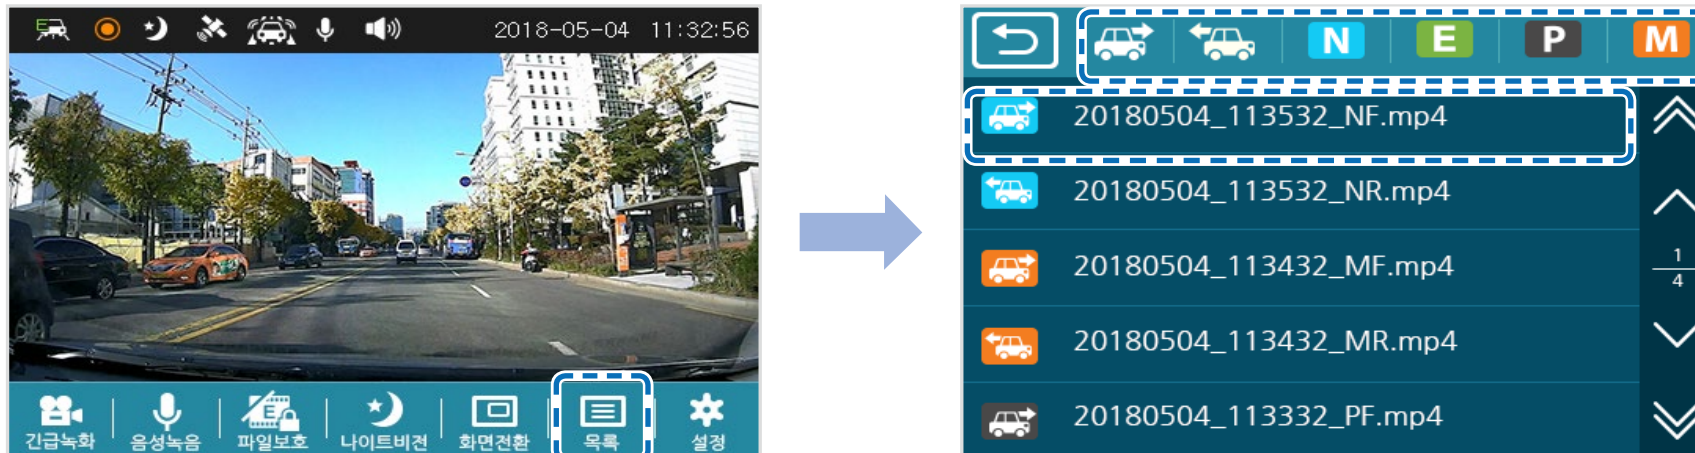 E
2018-05-04 11:32:56
E
긴급녹화 음성녹음 파일보호 나이트비전 화면전환 목록 설정
N E P M
20180504_113532_NF.mp4
20180504_113532_NR.mp4
20180504_113432_MF.mp4
1
4
20180504_113432_MR.mp4
20180504_113332_PF.mp4